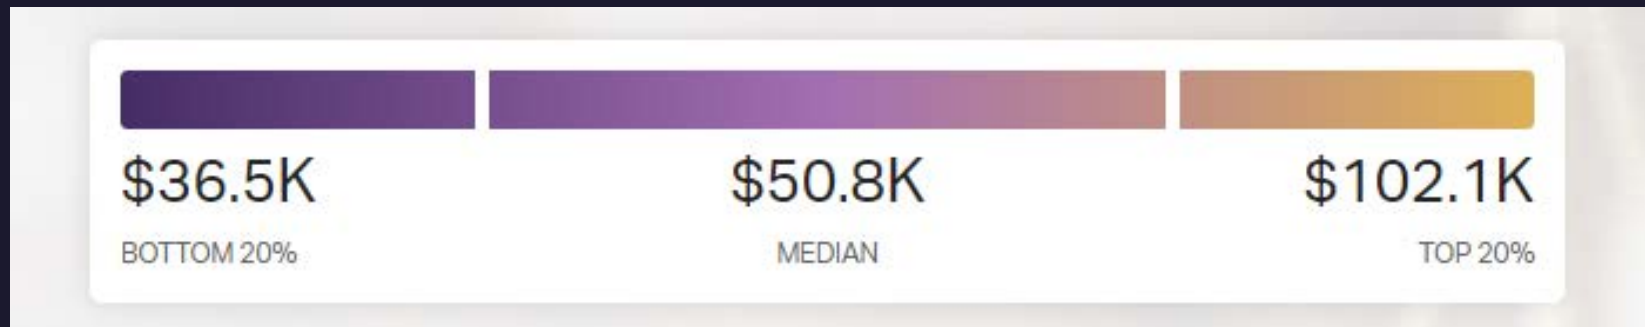 $36.5K $50.8K $102.1K
BOTTOM 20% MEDIAN TOP 20%